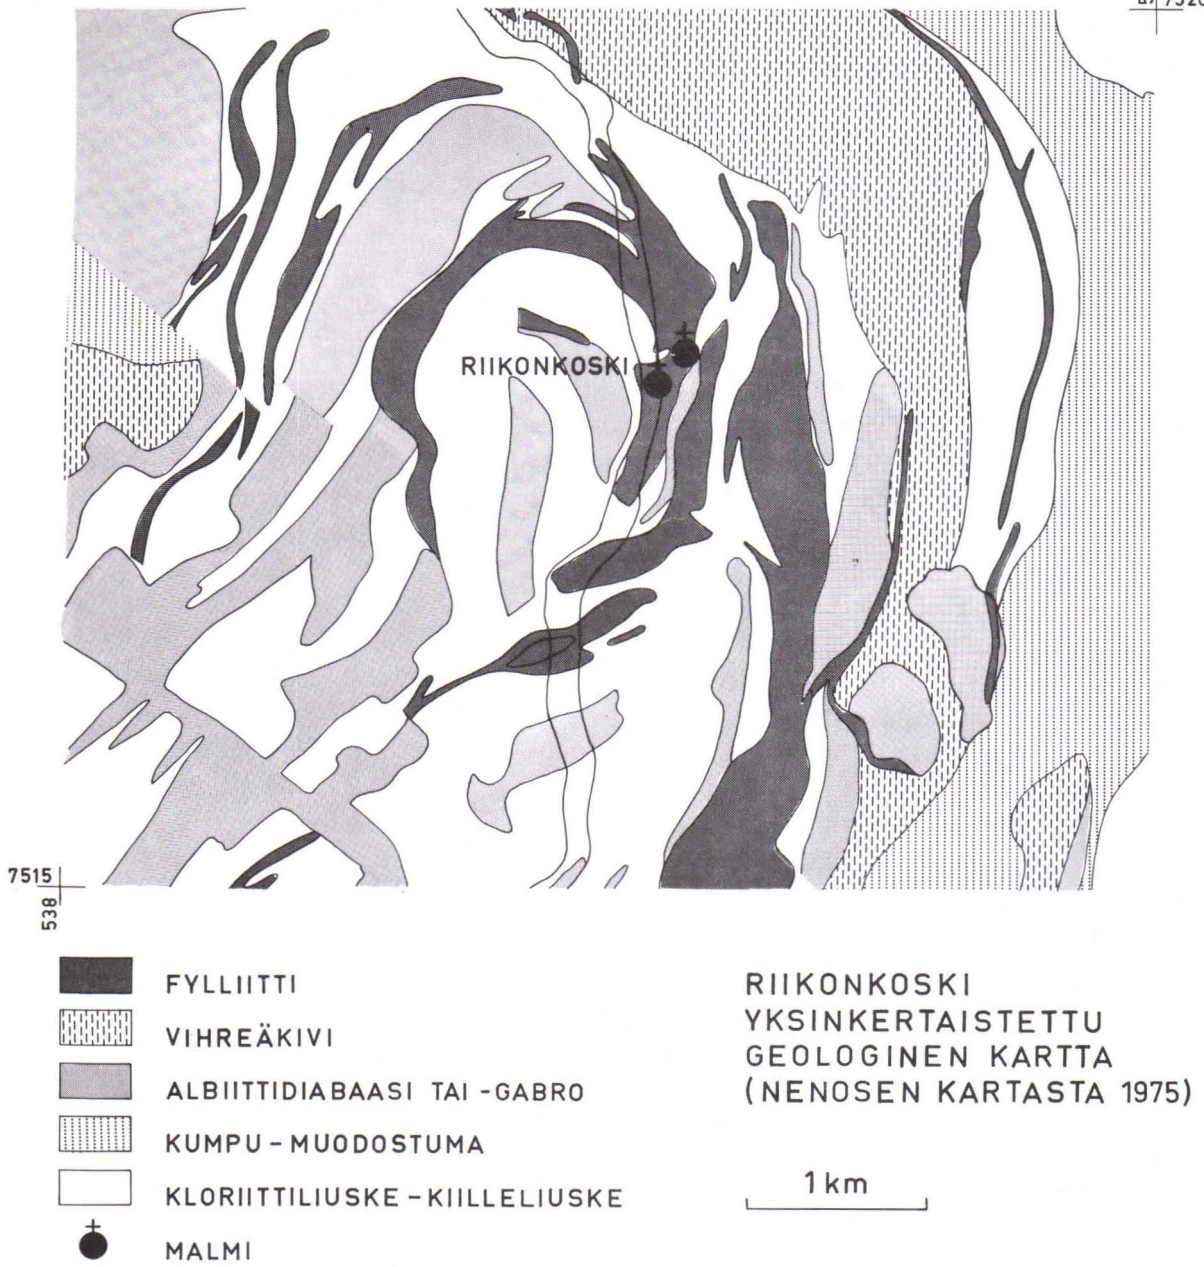 RIIKONKOSKI
7515
538
FYLLIITTI
VIHREÄKIVI
ALBIITTIDIABAASI TAI -GABRO
KUMPU-MUODOSTUMA
KLORIITTILIUSKE-KIILLELIUSKE
MALMI
RIIKONKOSKI
YKSINKERTAISTETTU
GEOLOGINEN KARTTA
(NENOSEN KARTASTA 1975)
1 km